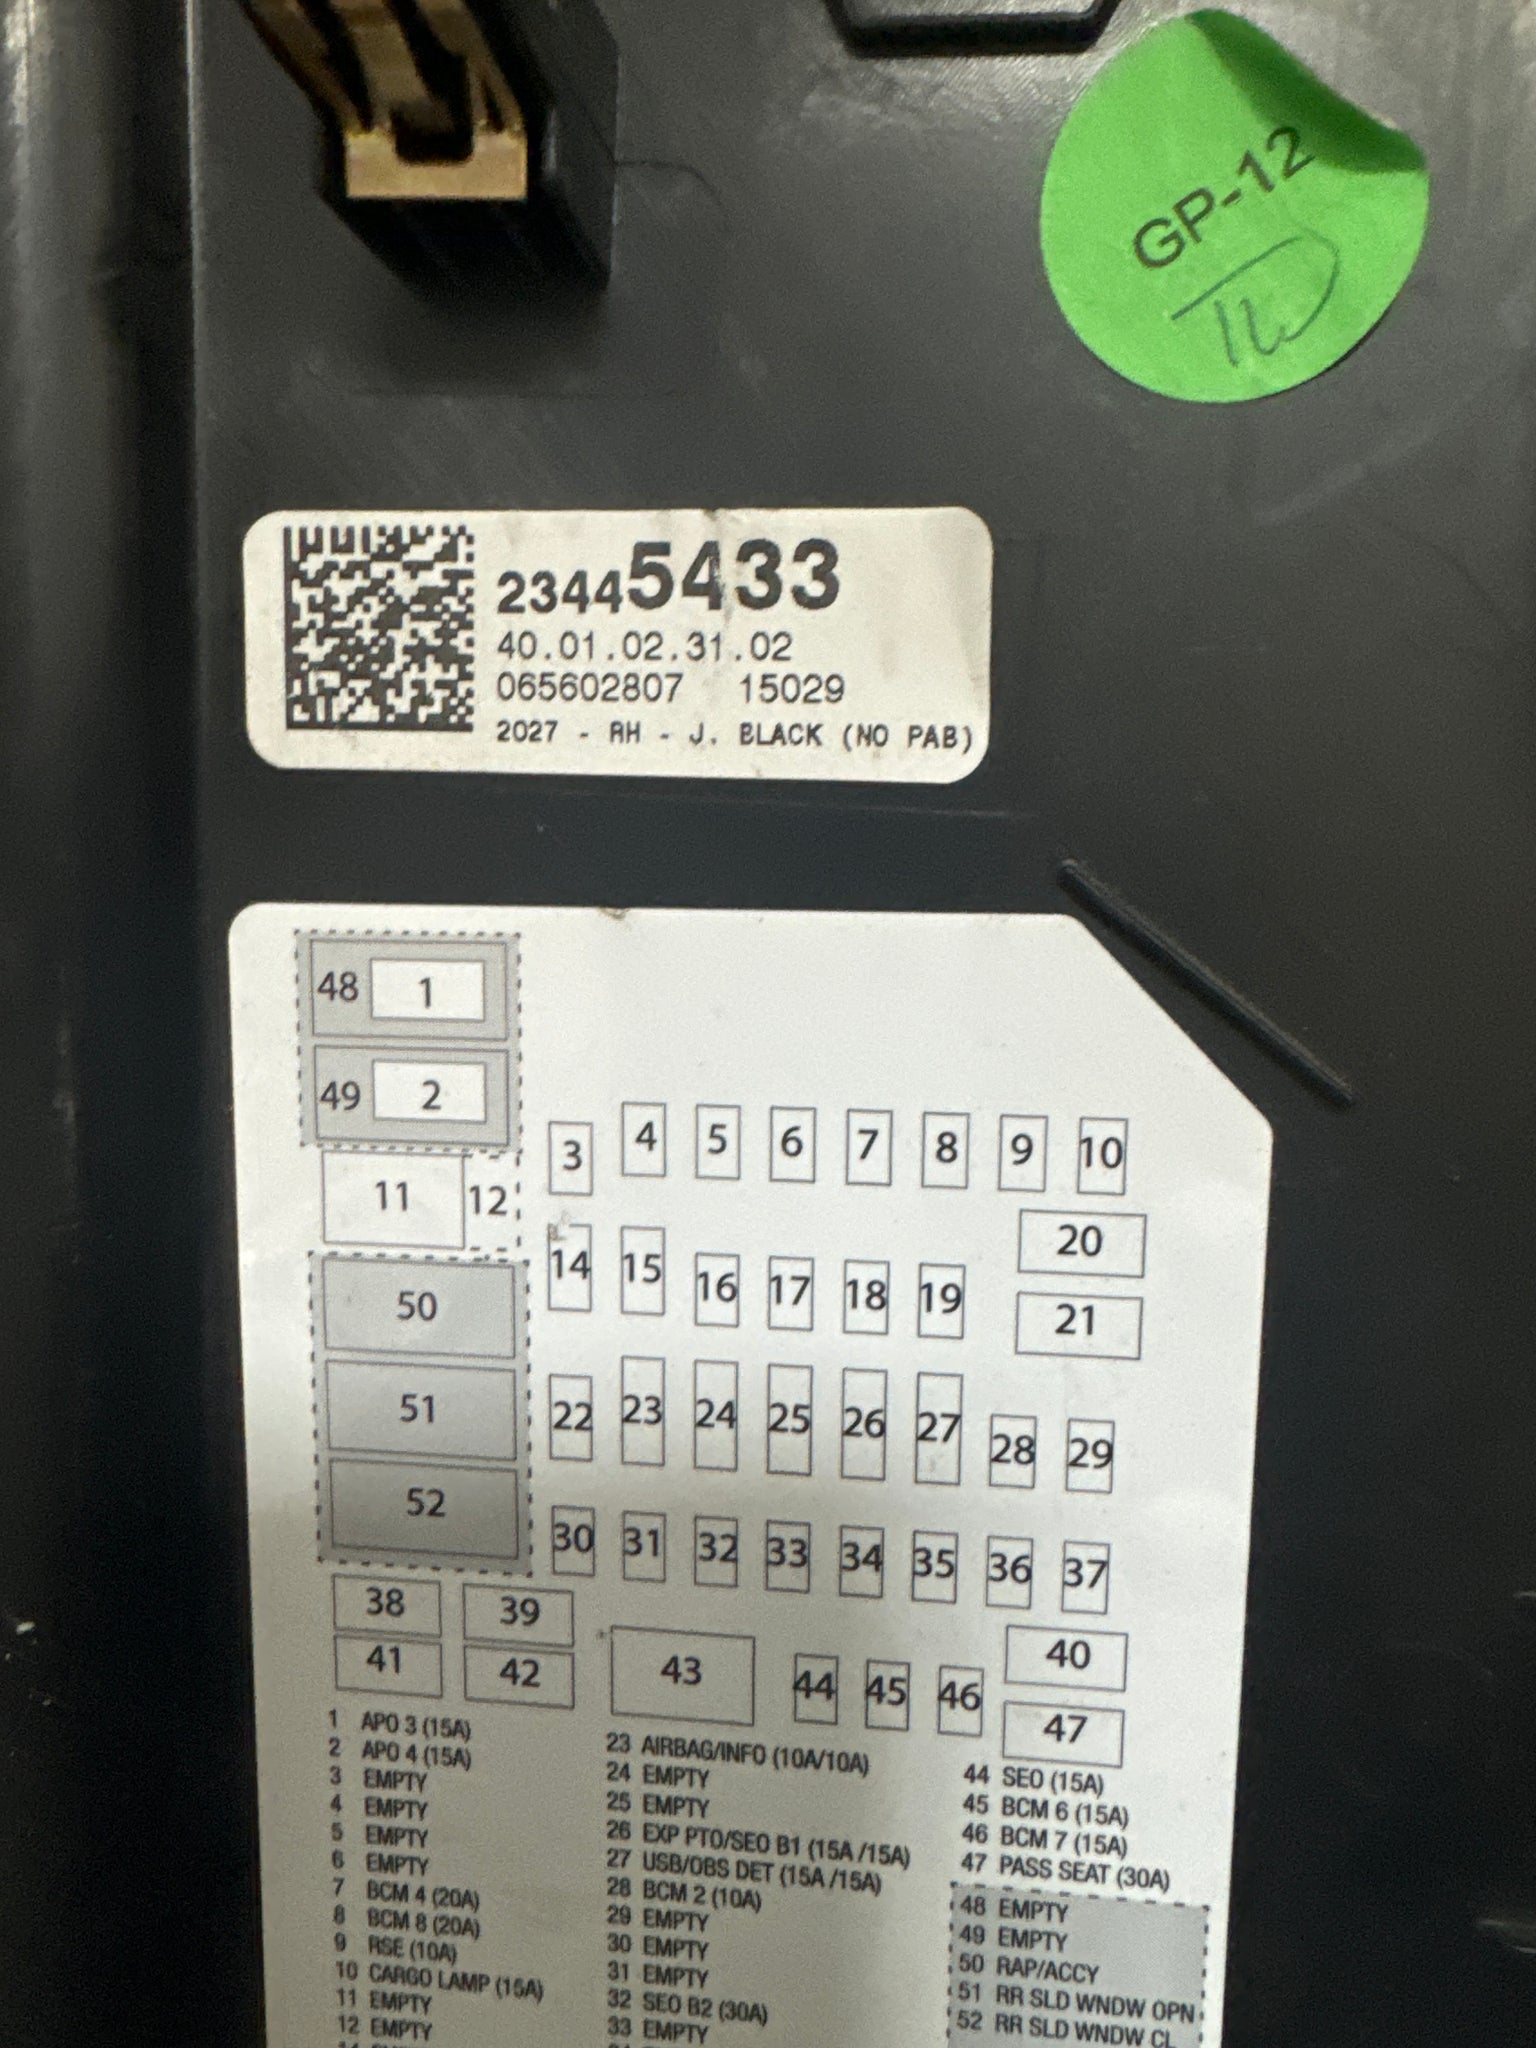 GP-12
23445433
40.01.02.31.02
065602807 15029
2027 - RH - J. BLACK (NO PAB)
48 1
49 2
3 4 5 6 7 8 9 10
11 12
20
14 15 16 17 18 19
50
21
51
22 23 24 25 26 27 28 29
52
30 31 32 33 34 35 36 37
38 39
40
41 42 43 44 45 46
47
1 APO 3 (15A)
2 APO 4 (15A)
3 EMPTY
4 EMPTY
5 EMPTY
6 EMPTY
7 BCM 4 (20A)
8 BCM 8 (20A)
9 RSE (10A)
10 CARGO LAMP (15A)
11 EMPTY
12 EMPTY
23 AIRBAG/INFO (10A/10A)
24 EMPTY
25 EMPTY
26 EXP PTO/SEO B1 (15A /15A)
27 USB/OBS DET (15A /15A)
28 BCM 2 (10A)
29 EMPTY
30 EMPTY
31 EMPTY
32 SEO B2 (30A)
33 EMPTY
44 SEO (15A)
45 BCM 6 (15A)
46 BCM 7 (15A)
47 PASS SEAT (30A)
48 EMPTY
49 EMPTY
50 RAP/ACCY
51 RR SLD WNDW OPN
52 RR SLD WNDW CL